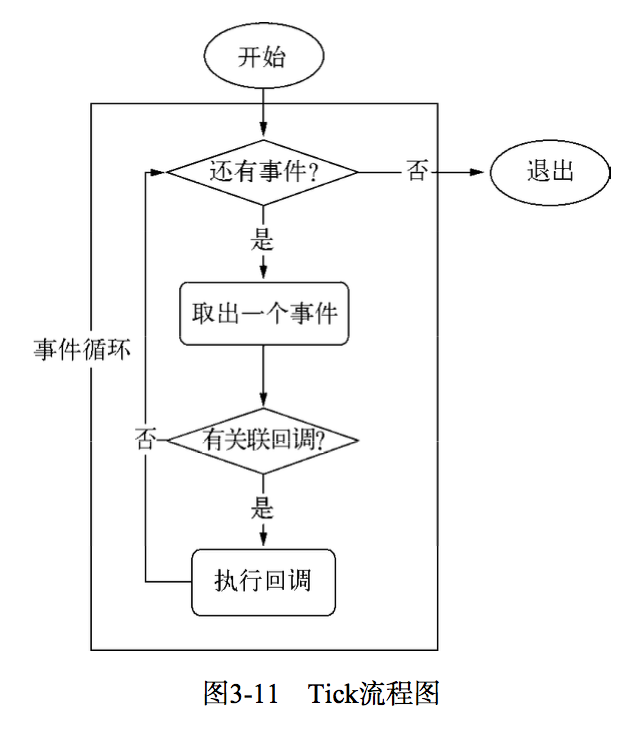 开始
还有事件?
否
退出
是
取出一个事件
事件循环
有关联回调?
否
是
执行回调
图3-11 Tick流程图